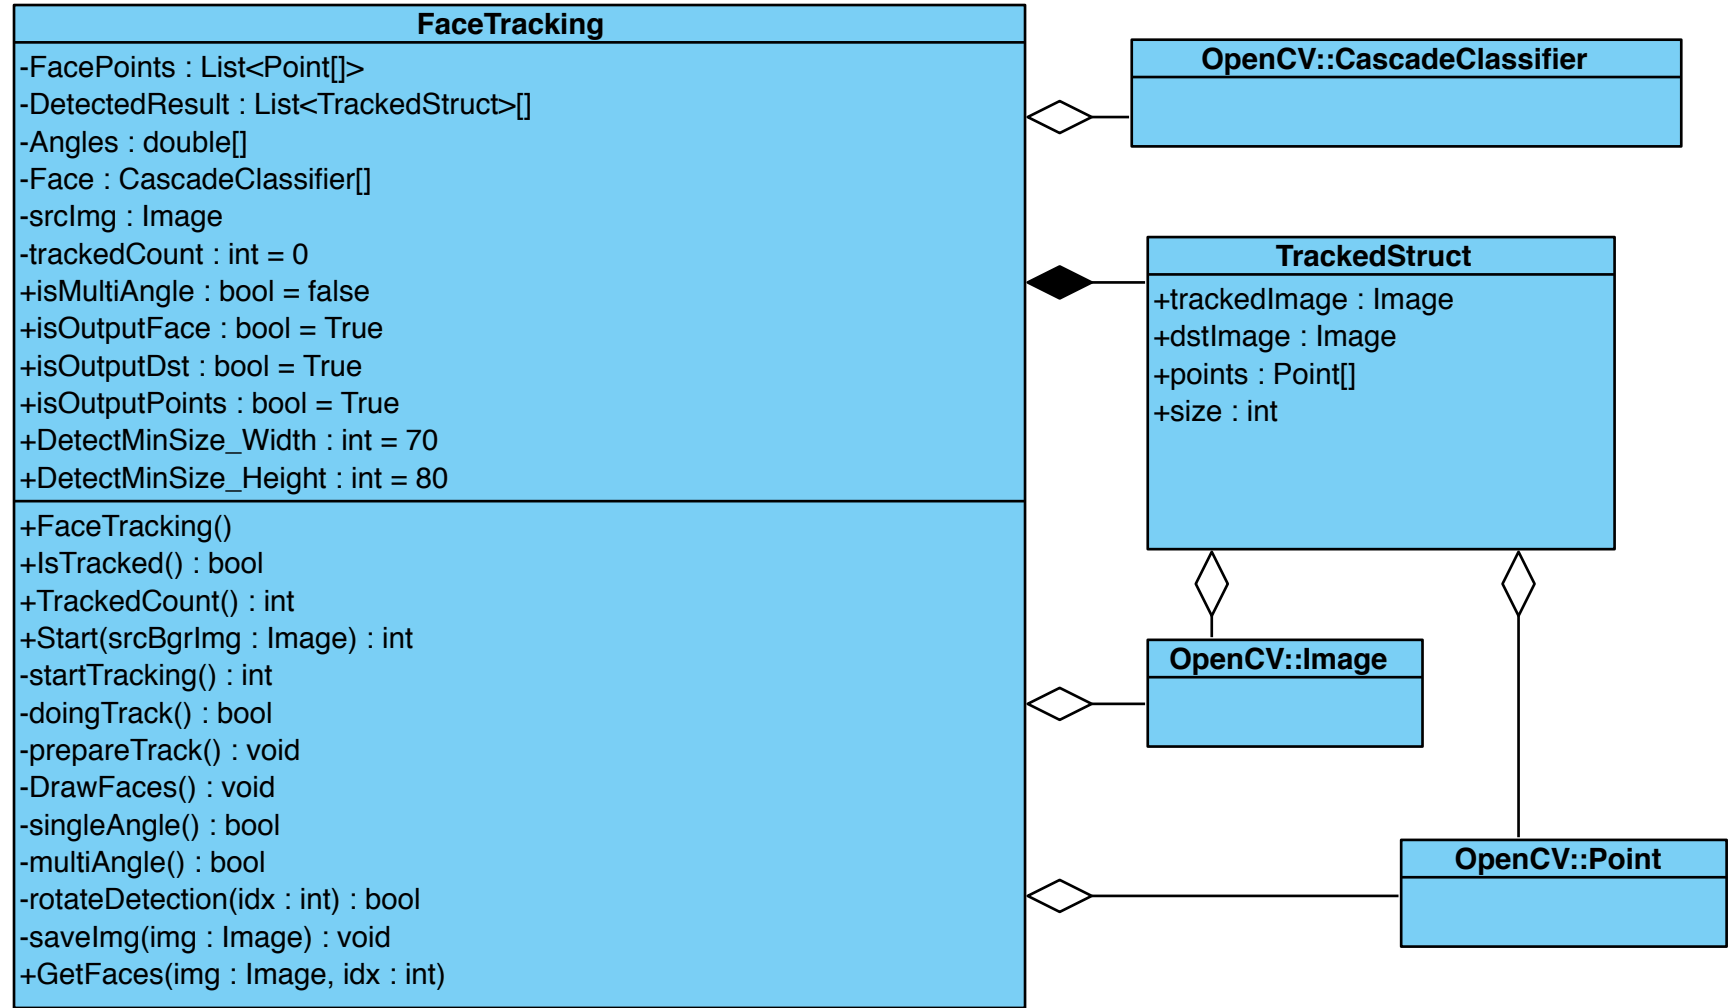 FaceTracking
-FacePoints : List<Point[]>
-DetectedResult : List<TrackedStruct>[]
-Angles : double[]
-Face : CascadeClassifier[]
-srcImg : Image
-trackedCount : int = 0
+isMultiAngle : bool = false
+isOutputFace : bool = True
+isOutputDst : bool = True
+isOutputPoints : bool = True
+DetectMinSize_Width : int = 70
+DetectMinSize_Height : int = 80
+FaceTracking()
+IsTracked() : bool
+TrackedCount() : int
+Start(srcBgrImg : Image) : int
-startTracking() : int
-doingTrack() : bool
-prepareTrack() : void
-DrawFaces() : void
-singleAngle() : bool
-multiAngle() : bool
-rotateDetection(idx : int) : bool
-saveImg(img : Image) : void
+GetFaces(img : Image, idx : int)
OpenCV::CascadeClassifier
TrackedStruct
+trackedImage : Image
+dstImage : Image
+points : Point[]
+size : int
OpenCV::Image
OpenCV::Point